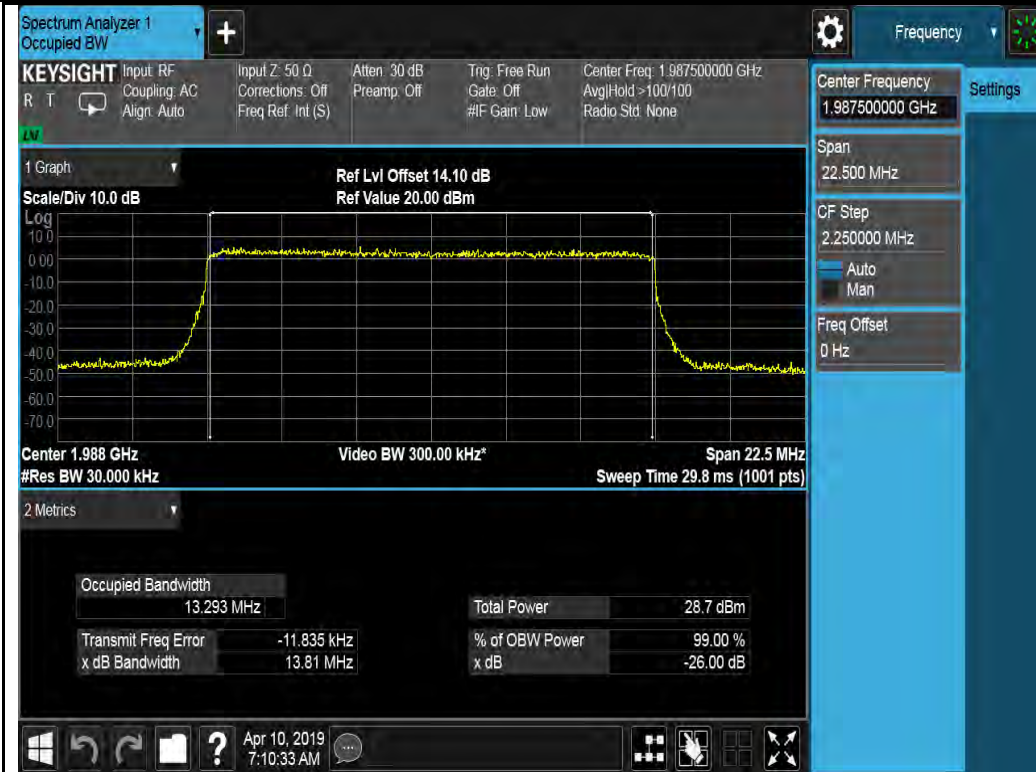 Spectrum Analyzer 1
Occupied BW
+
Frequency
KEYSIGHT
R T
LXI
Input: RF
Coupling: AC
Align: Auto
Input Z: 50 Ω
Corrections: Off
Freq Ref: Int (S)
Atten: 30 dB
Preamp: Off
Trig: Free Run
Gate: Off
#IF Gain: Low
Center Freq: 1.987500000 GHz
Avg|Hold >100/100
Radio Std: None
Center Frequency
1.987500000 GHz
Settings
Span
22.500 MHz
CF Step
2.250000 MHz
Auto
Man
Freq Offset
0 Hz
1 Graph
Scale/Div 10.0 dB
Ref Lvl Offset 14.10 dB
Ref Value 20.00 dBm
Log
10.0
0.00
-10.0
-20.0
-30.0
-40.0
-50.0
-60.0
-70.0
Center 1.988 GHz
#Res BW 30.000 kHz
Video BW 300.00 kHz*
Span 22.5 MHz
Sweep Time 29.8 ms (1001 pts)
2 Metrics
Occupied Bandwidth
13.293 MHz
Total Power 28.7 dBm
Transmit Freq Error -11.835 kHz
% of OBW Power 99.00 %
x dB Bandwidth 13.81 MHz
x dB -26.00 dB
?
Apr 10, 2019
7:10:33 AM